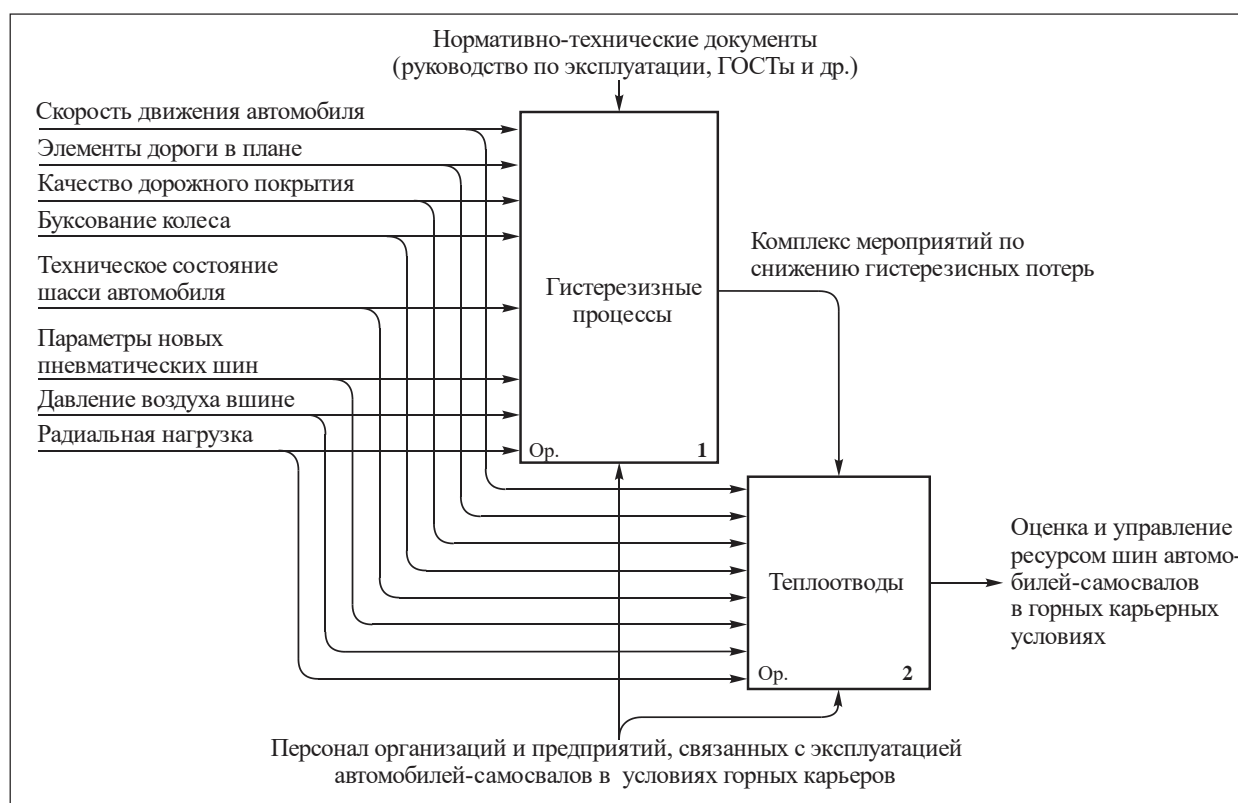 Нормативно-технические документы
(руководство по эксплуатации, ГОСТы и др.)
Скорость движения автомобиля
Элементы дороги в плане
Качество дорожного покрытия
Буксование колеса
Техническое состояние
шасси автомобиля
Параметры новых
пневматических шин
Давление воздуха вшине
Радиальная нагрузка
Гистерезизные
процессы
Ор.
1
Комплекс мероприятий по
снижению гистерезисных потерь
Теплоотводы
Ор.
2
Оценка и управление
ресурсом шин автомо-
билей-самосвалов
в горных карьерных
условиях
Персонал организаций и предприятий, связанных с эксплуатацией
автомобилей-самосвалов в условиях горных карьеров